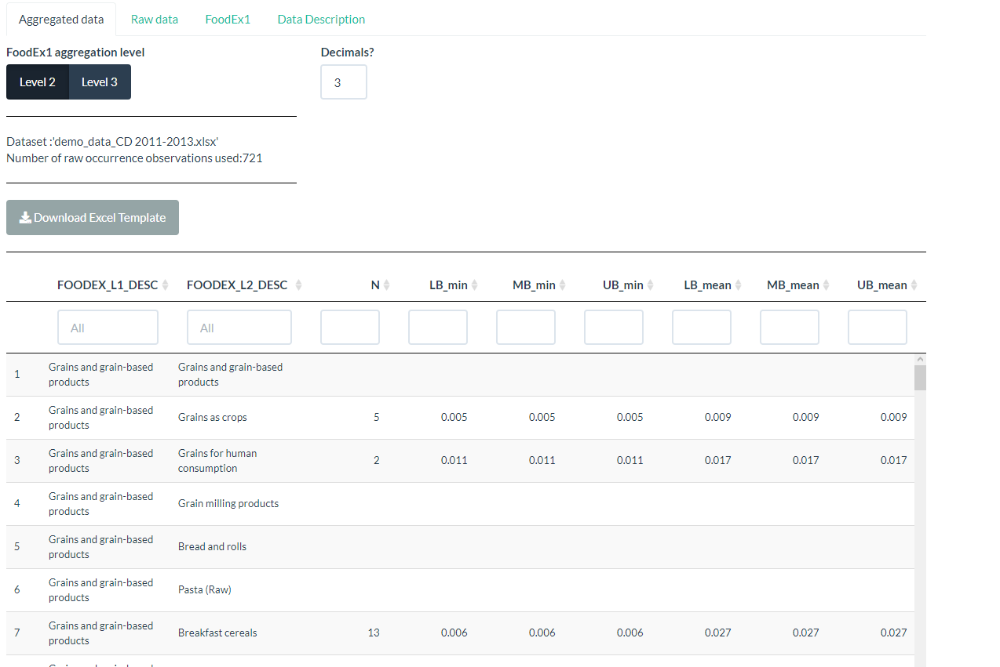 Aggregated data Raw data FoodEx1 Data Description
FoodEx1 aggregation level Decimals?
Level 2 Level 3 3
Dataset :'demo_data_CD 2011-2013.xlsx'
Number of raw occurrence observations used:721
Download Excel Template
FOODEX_L1_DESC FOODEX_L2_DESC N LB_min MB_min UB_min LB_mean MB_mean UB_mean
All All
1 Grains and grain-based products Grains and grain-based products
2 Grains and grain-based products Grains as crops 5 0.005 0.005 0.005 0.009 0.009 0.009
3 Grains and grain-based products Grains for human consumption 2 0.011 0.011 0.011 0.017 0.017 0.017
4 Grains and grain-based products Grain milling products
5 Grains and grain-based products Bread and rolls
6 Grains and grain-based products Pasta (Raw)
7 Grains and grain-based products Breakfast cereals 13 0.006 0.006 0.006 0.027 0.027 0.027